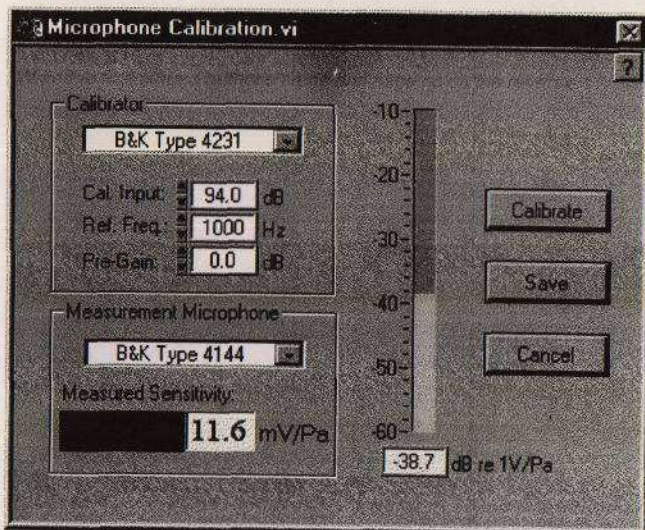 Microphone Calibration.vi
?
Calibrator
B&K Type 4231
Cal. Input: 94.0 dB
Ref. Freq.: 1000 Hz
Pre-Gain: 0.0 dB
Measurement Microphone
B&K Type 4144
Measured Sensitivity:
11.6 mV/Pa
-10
-20
-30
-40
-50
-60
-38.7 dB re 1V/Pa
Calibrate
Save
Cancel